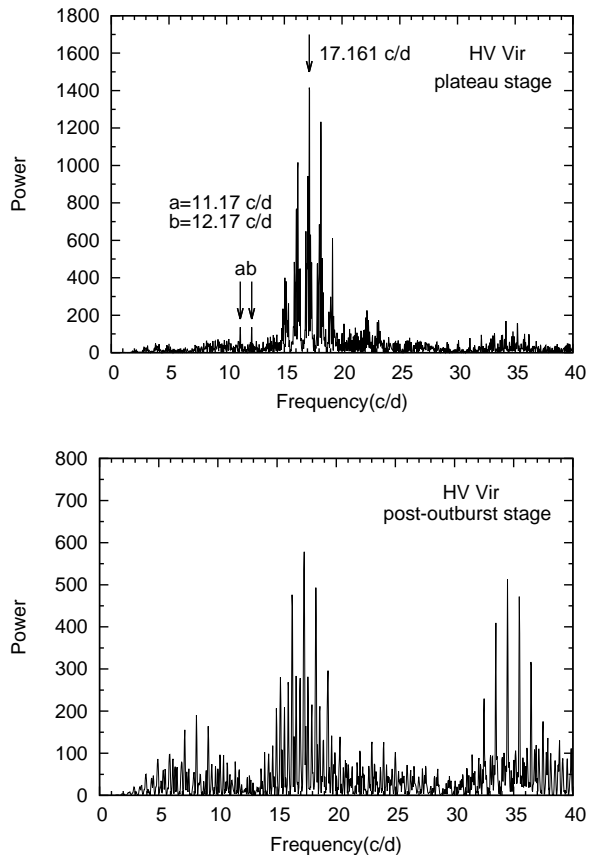 1800
1600
1400
1200
1000
800
600
400
200
0
Power
17.161 c/d
HV Vir
plateau stage
a=11.17 c/d
b=12.17 c/d
ab
0 5 10 15 20 25 30 35 40
Frequency(c/d)
800
700
600
500
400
300
200
100
0
Power
HV Vir
post-outburst stage
0 5 10 15 20 25 30 35 40
Frequency(c/d)